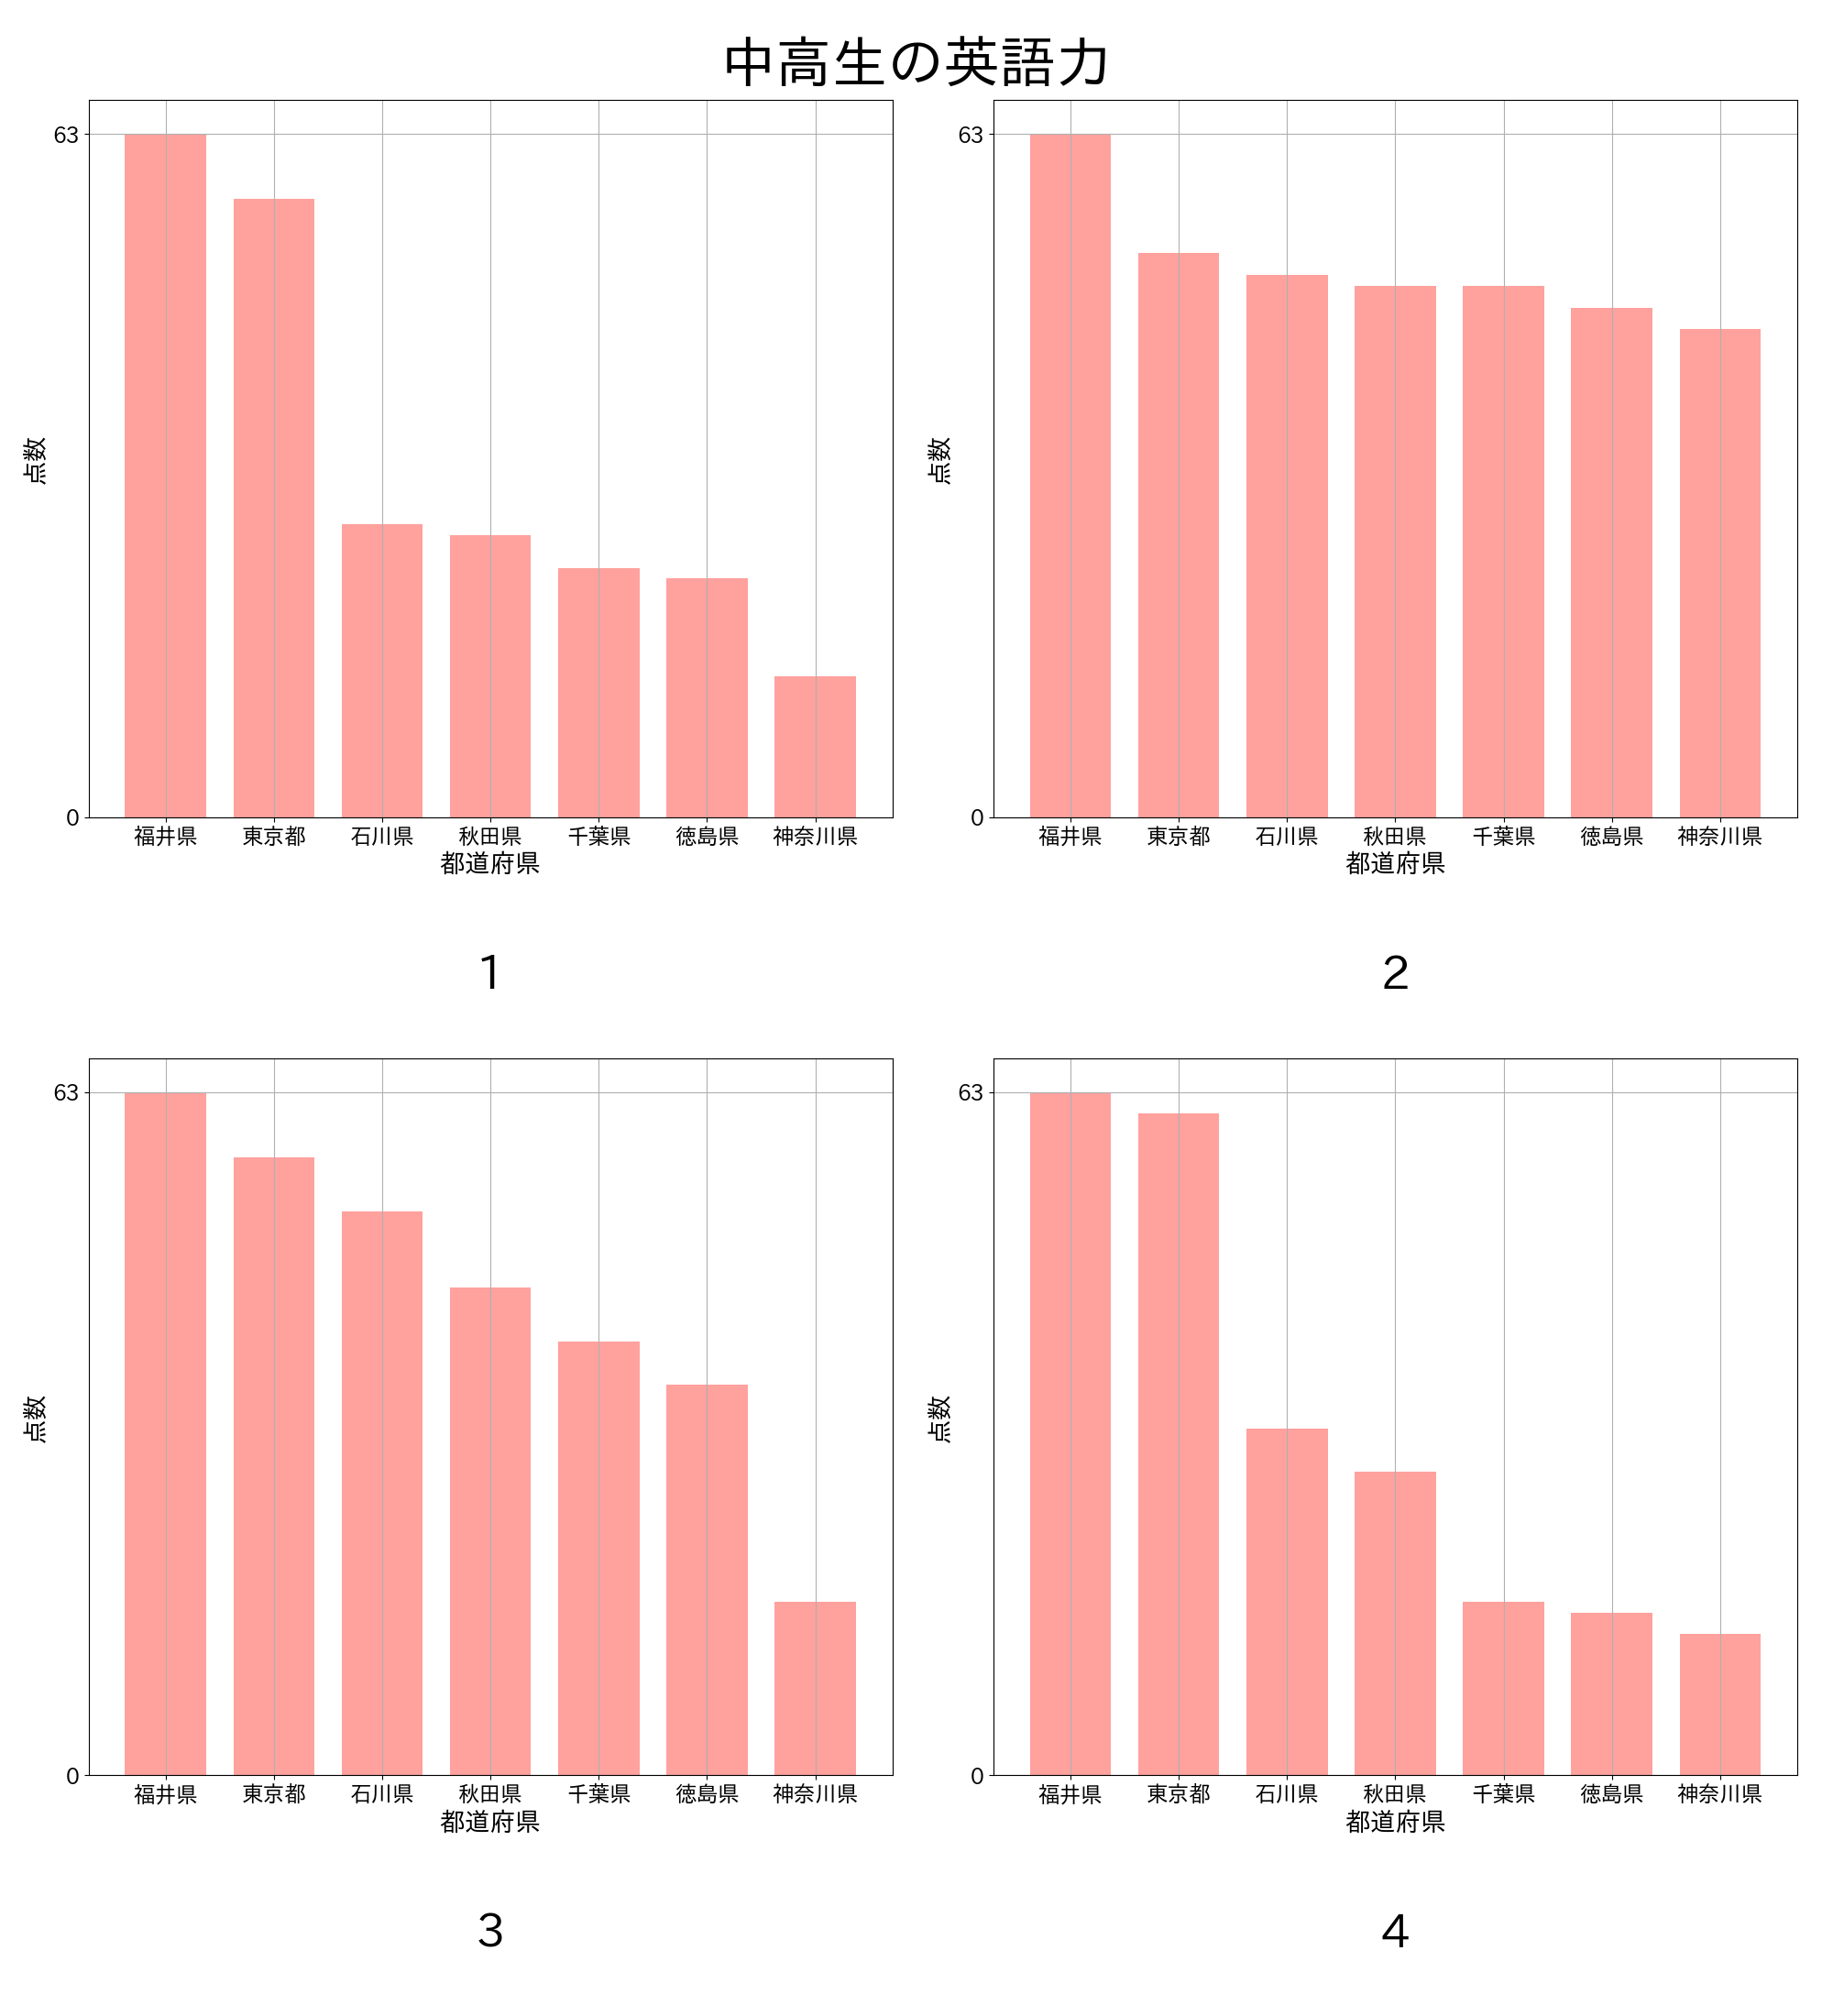 中高生の英語力
63
0
点数
福井県 東京都 石川県 秋田県 千葉県 徳島県 神奈川県
都道府県
1
63
0
点数
福井県 東京都 石川県 秋田県 千葉県 徳島県 神奈川県
都道府県
2
63
0
点数
福井県 東京都 石川県 秋田県 千葉県 徳島県 神奈川県
都道府県
3
63
0
点数
福井県 東京都 石川県 秋田県 千葉県 徳島県 神奈川県
都道府県
4